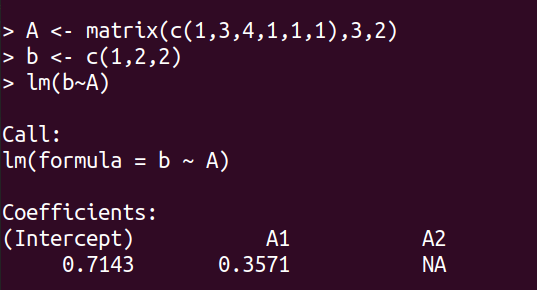 > A <- matrix(c(1,3,4,1,1,1),3,2)
> b <- c(1,2,2)
> lm(b~A)
Call:
lm(formula = b ~ A)
Coefficients:
(Intercept) A1 A2
0.7143 0.3571 NA